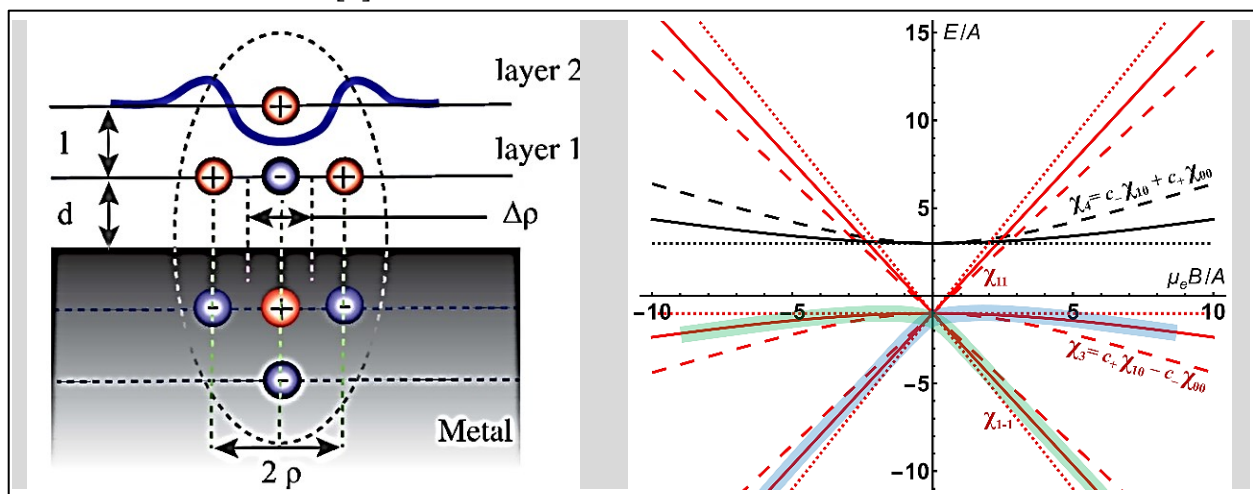 layer 2
l
layer 1
d
Δρ
Metal
2 ρ
+
+
-
+
-
+
-
-
E/A
15
10
5
-5
-10
χ₄= c₋χ₁₀ + c₊χ₀₀
μₑB/A
χ₁₁
-10
-5
5
10
χ₃= c₊χ₁₀ – c₋χ₀₀
χ₁₋₁